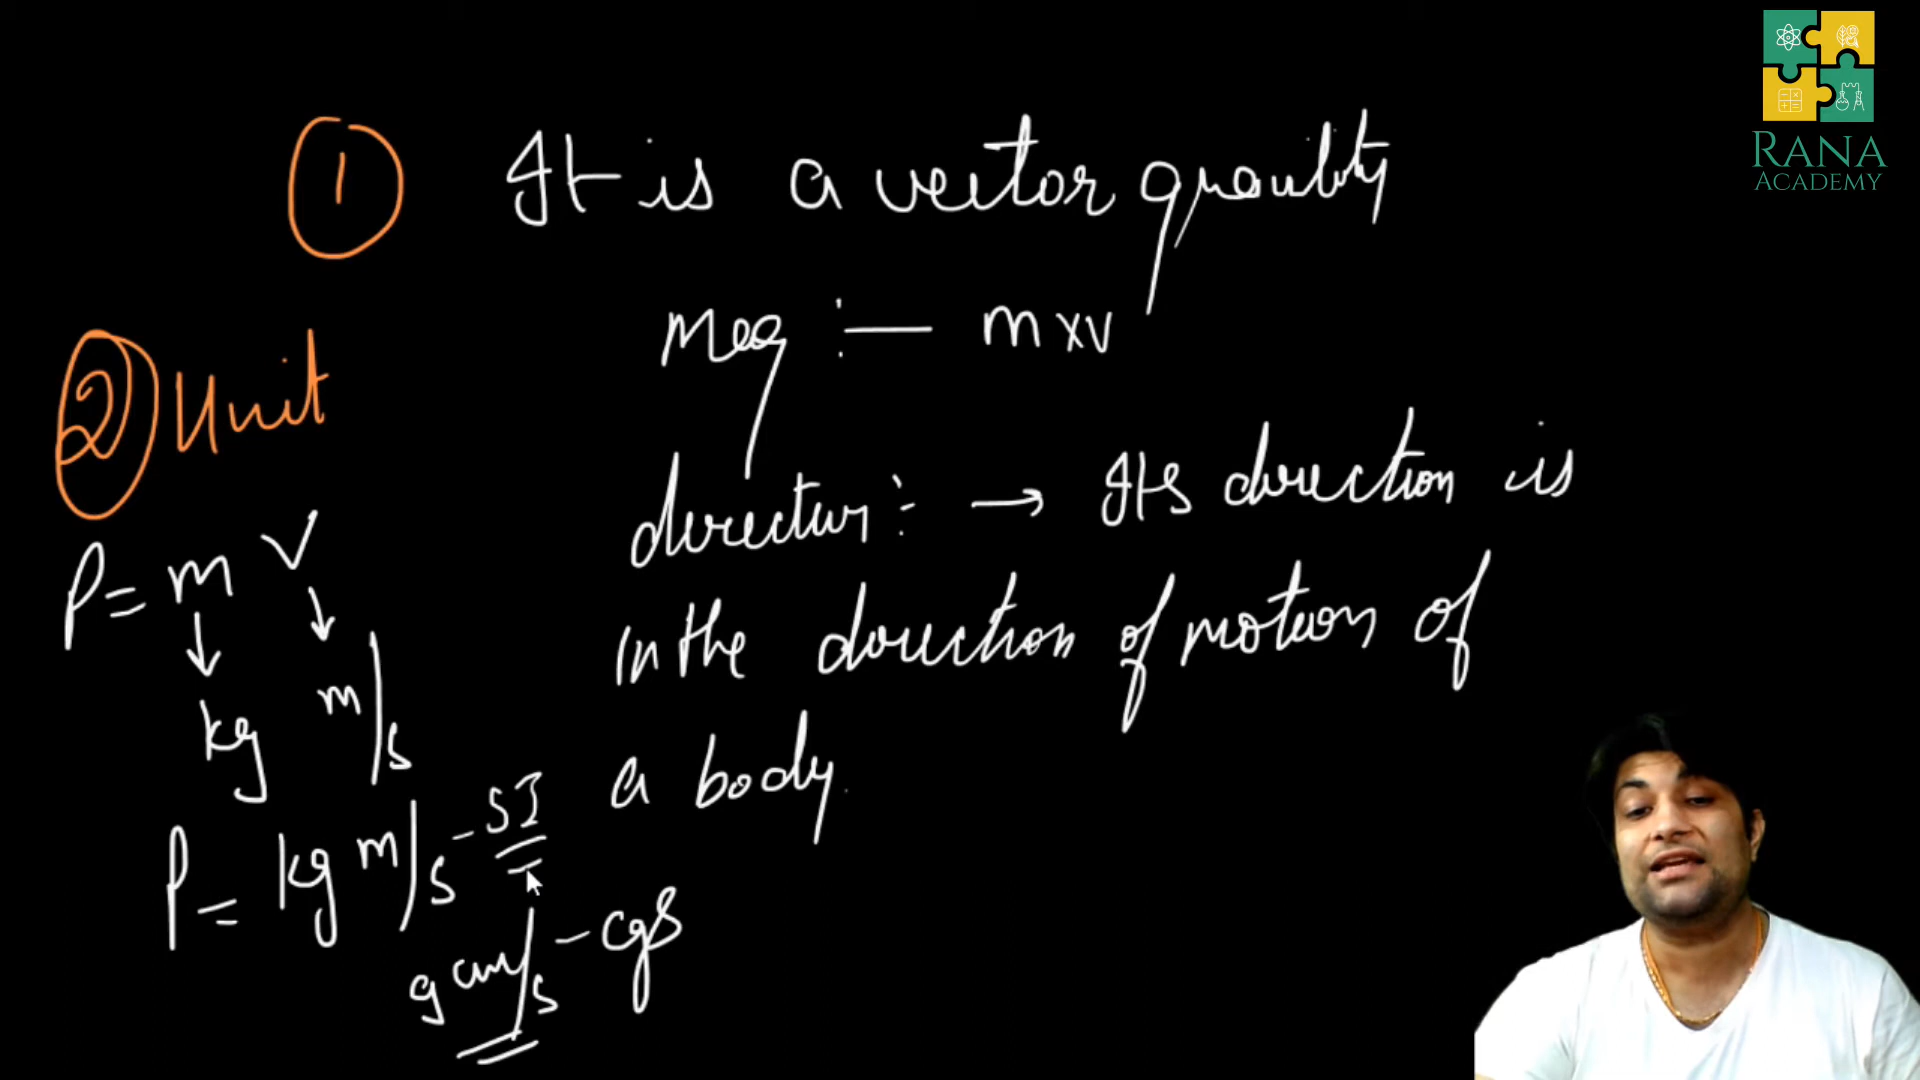 RANA
ACADEMY
① It is a vector quantity
Mag :— m x v
② Unit
direction :→ Its direction is
in the direction of motion of
a body.
P = m v
↓ ↓
kg m/s
P = kg m/s - SI
g cm/s - cgs